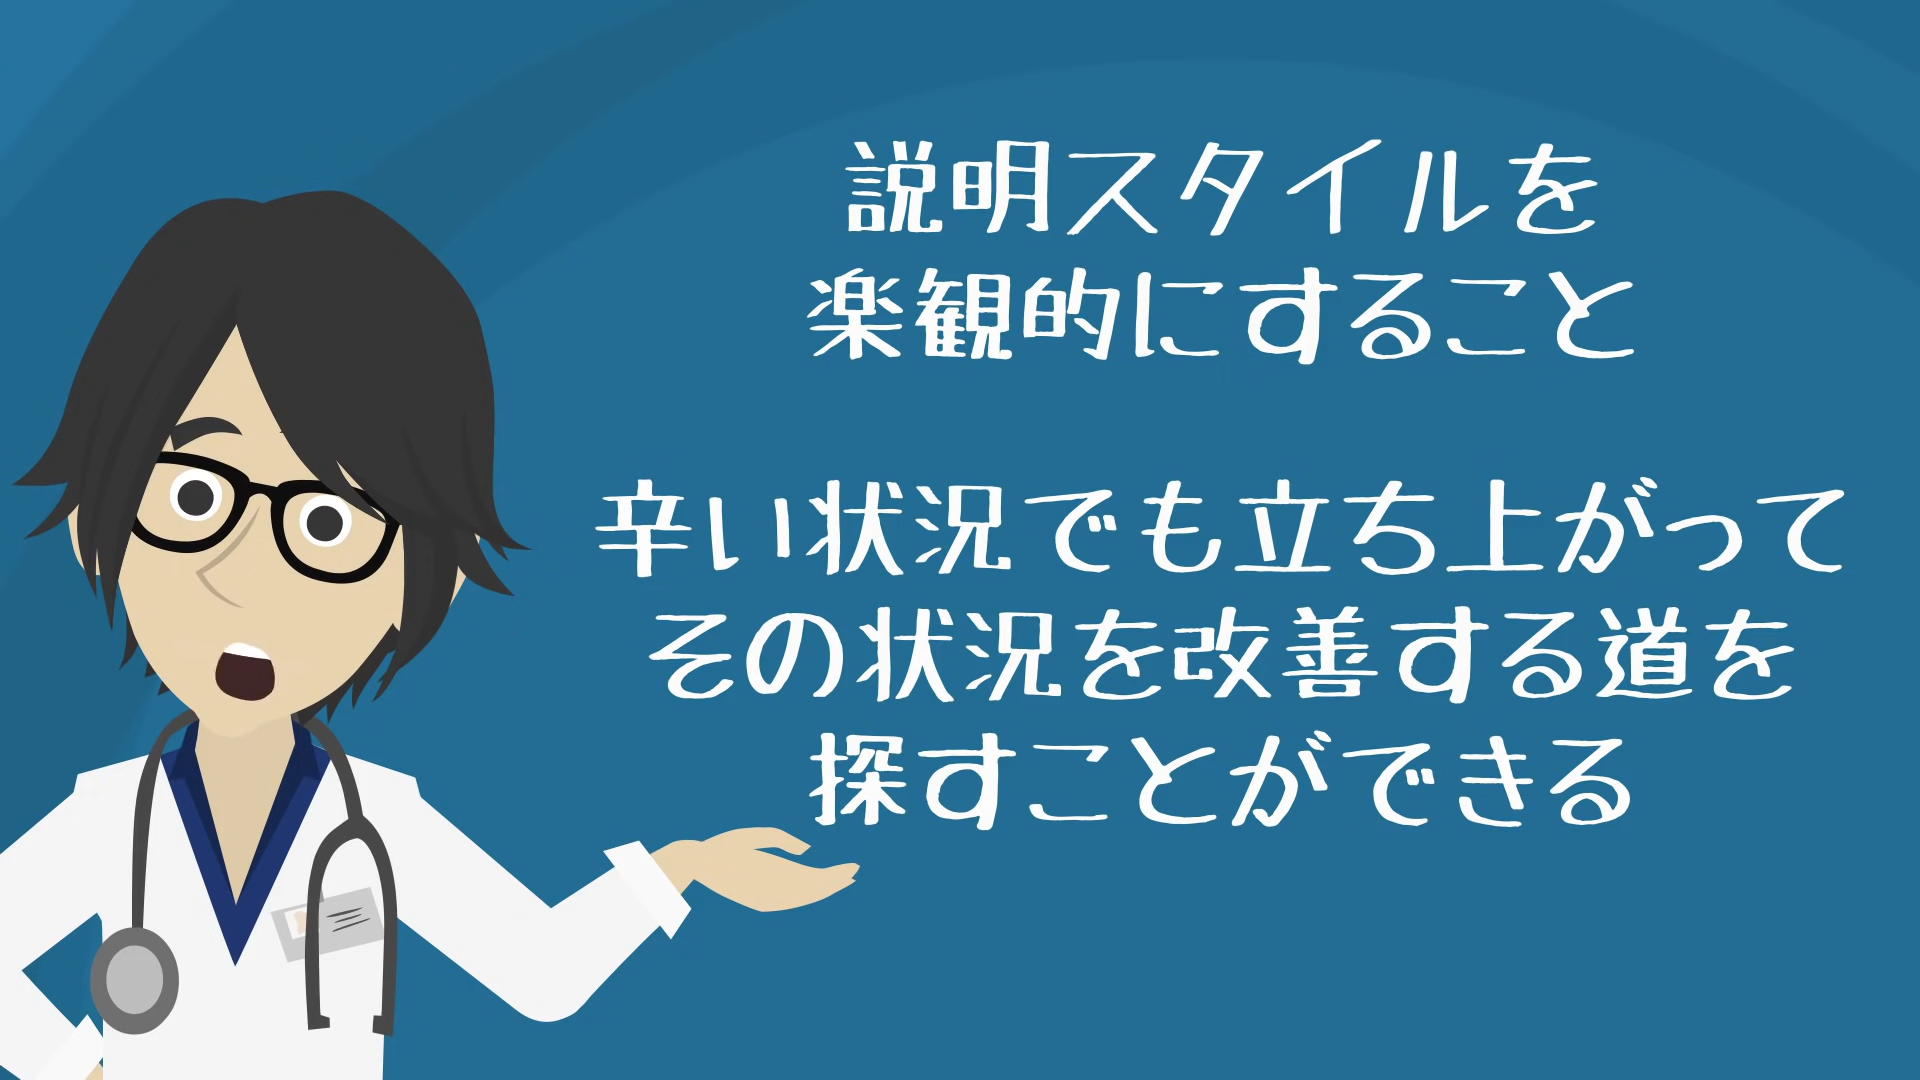 説明スタイルを
楽観的にすること
辛い状況でも立ち上がって
その状況を改善する道を
探すことができる